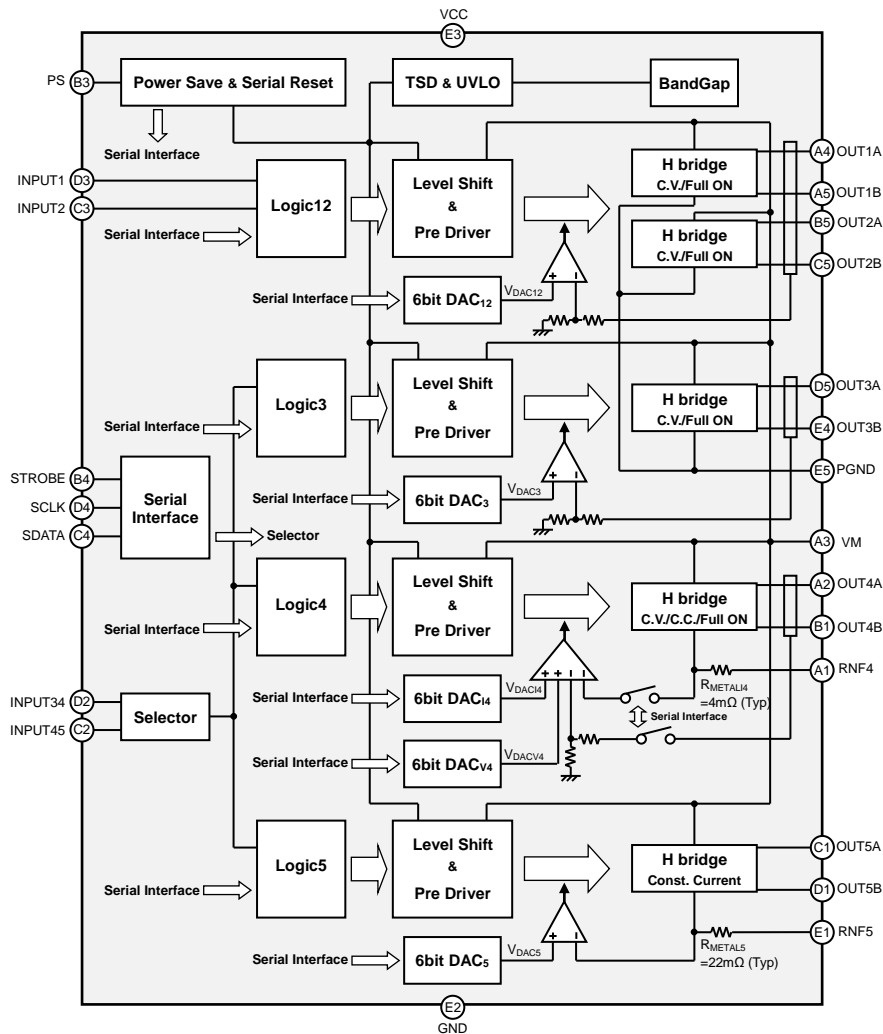 VCC
E3
PS
B3
Power Save & Serial Reset
TSD & UVLO
BandGap
Serial Interface
INPUT1
D3
INPUT2
C3
Logic12
Serial Interface
Level Shift
&
Pre Driver
H bridge
C.V./Full ON
H bridge
C.V./Full ON
A4
OUT1A
A5
OUT1B
B5
OUT2A
C5
OUT2B
+
−
Serial Interface
6bit DAC12
VDAC12
Logic3
Serial Interface
Level Shift
&
Pre Driver
H bridge
C.V./Full ON
D5
OUT3A
E4
OUT3B
E5
PGND
+
−
Serial Interface
6bit DAC3
VDAC3
STROBE
B4
SCLK
D4
SDATA
C4
Serial
Interface
Selector
A3
VM
Logic4
Serial Interface
Level Shift
&
Pre Driver
H bridge
C.V./C.C./Full ON
A2
OUT4A
B1
OUT4B
A1
RNF4
+ + − −
RMETALI4
=4mΩ (Typ)
Serial Interface
Serial Interface
6bit DACI4
VDACI4
Serial Interface
6bit DACV4
VDACV4
INPUT34
D2
INPUT45
C2
Selector
Logic5
Serial Interface
Level Shift
&
Pre Driver
H bridge
Const. Current
C1
OUT5A
D1
OUT5B
E1
RNF5
+
−
RMETAL5
=22mΩ (Typ)
Serial Interface
6bit DAC5
VDAC5
E2
GND